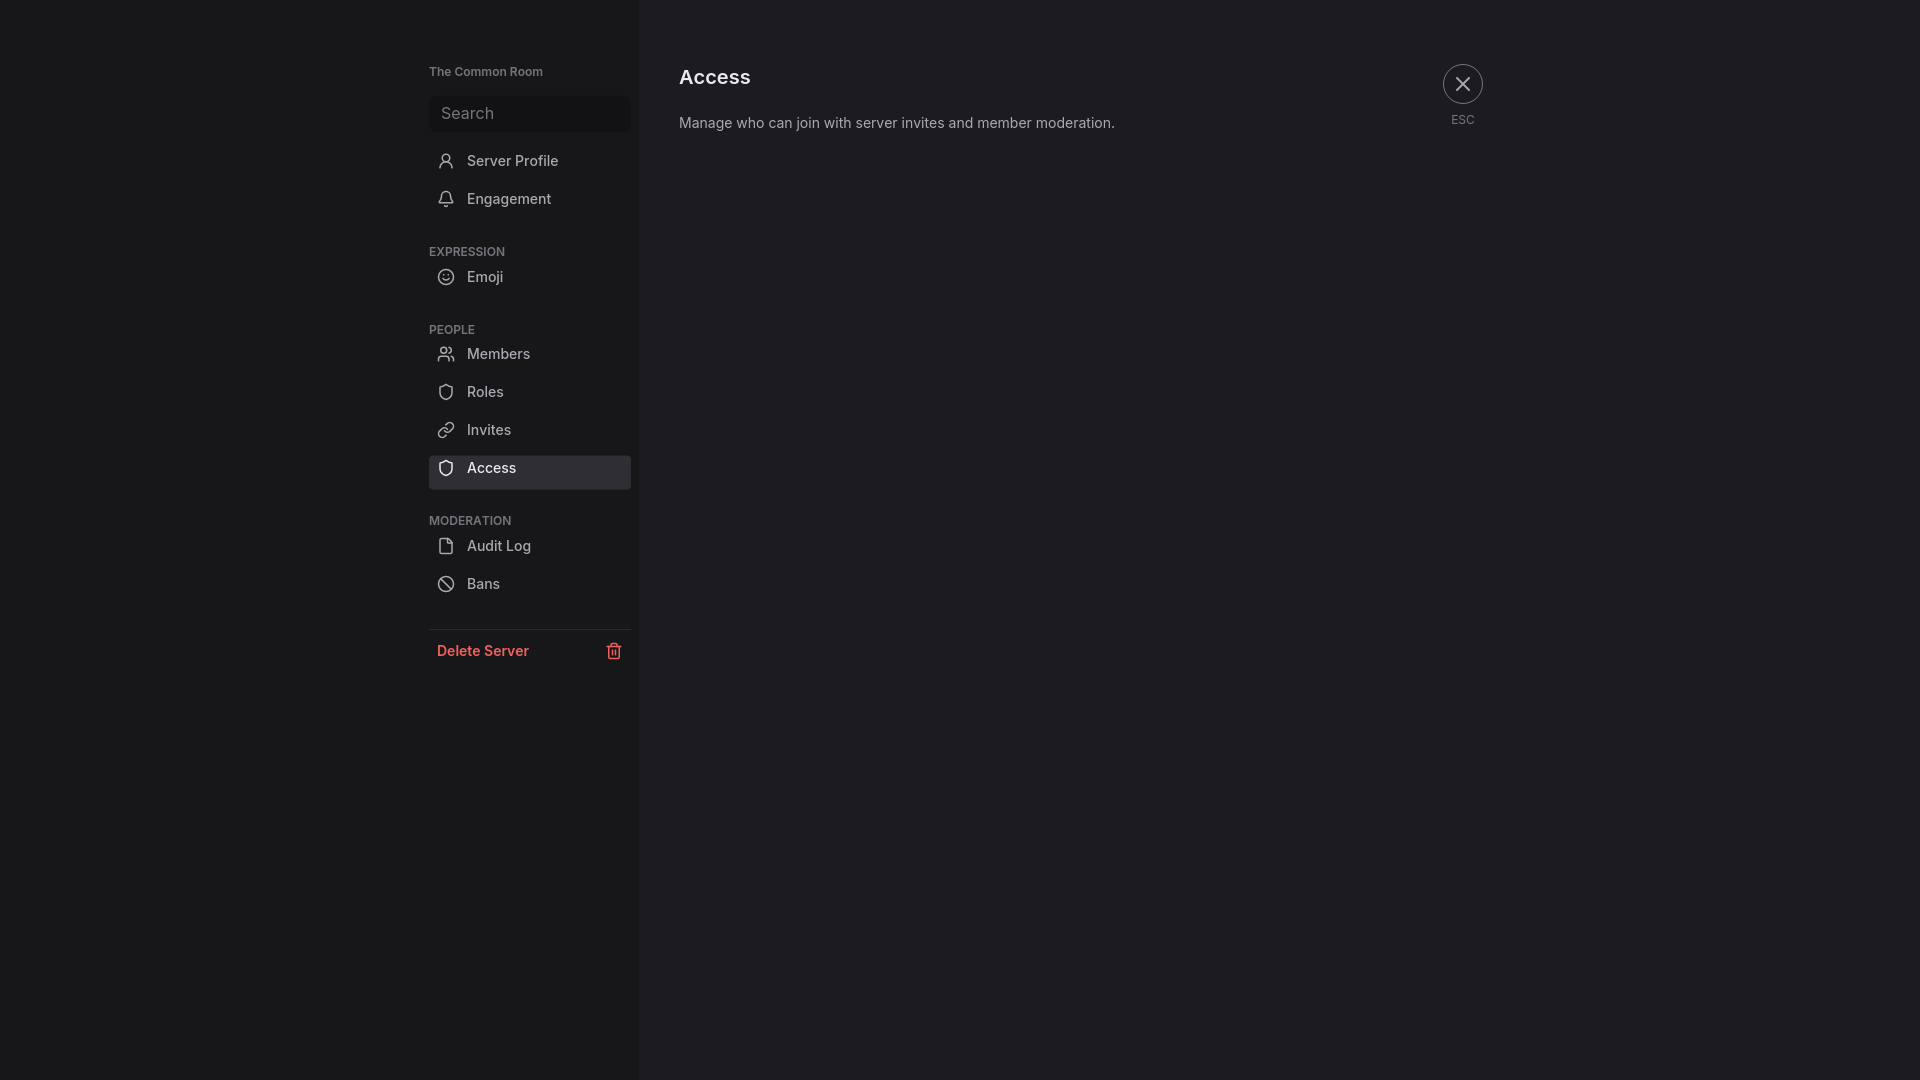 The Common Room
Search
Server Profile
Engagement
EXPRESSION
Emoji
PEOPLE
Members
Roles
Invites
Access
MODERATION
Audit Log
Bans
Delete Server
Access
Manage who can join with server invites and member moderation.
ESC